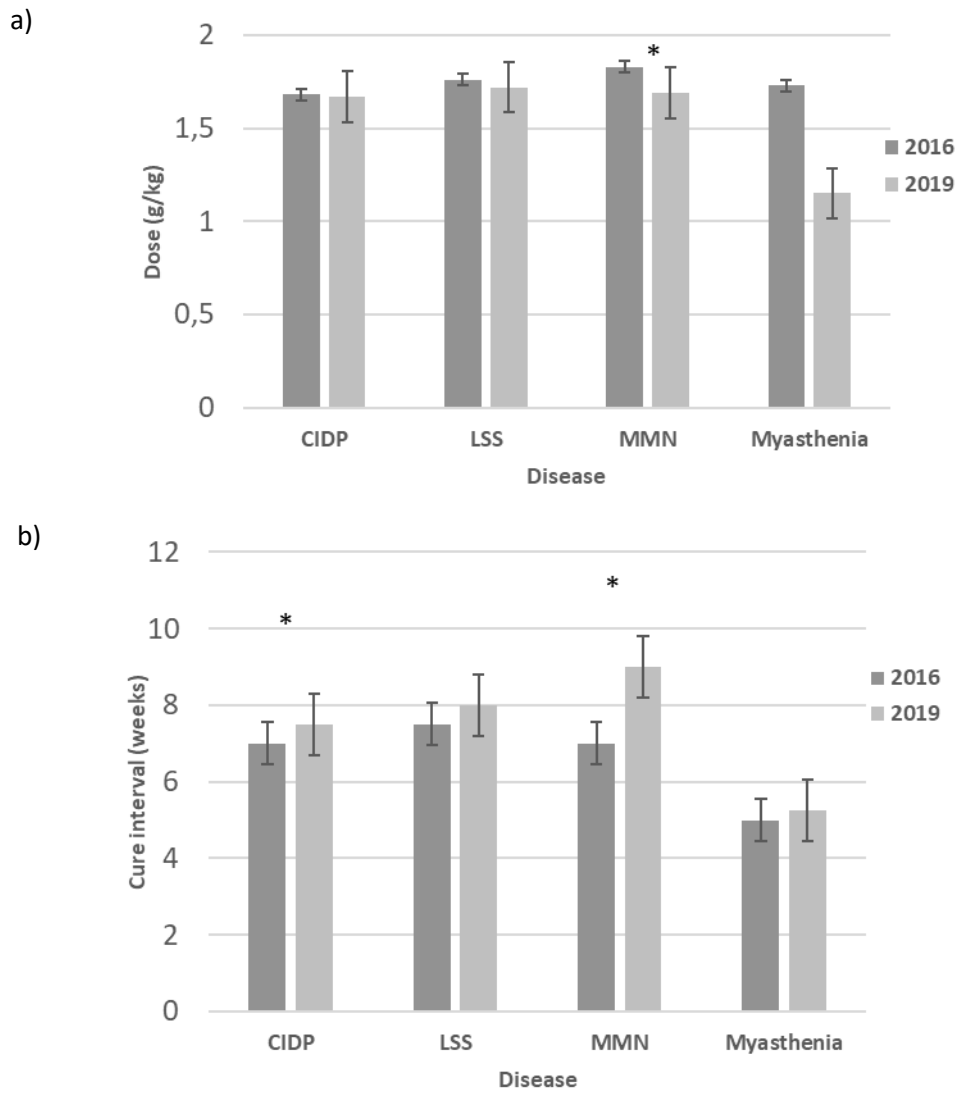 a)
2
*
1,5
1
0,5
0
Dose (g/kg)
2016
2019
CIDP LSS MMN Myasthenia
Disease
b)
12
10
8
6
4
2
0
Cure interval (weeks)
*
*
2016
2019
CIDP LSS MMN Myasthenia
Disease